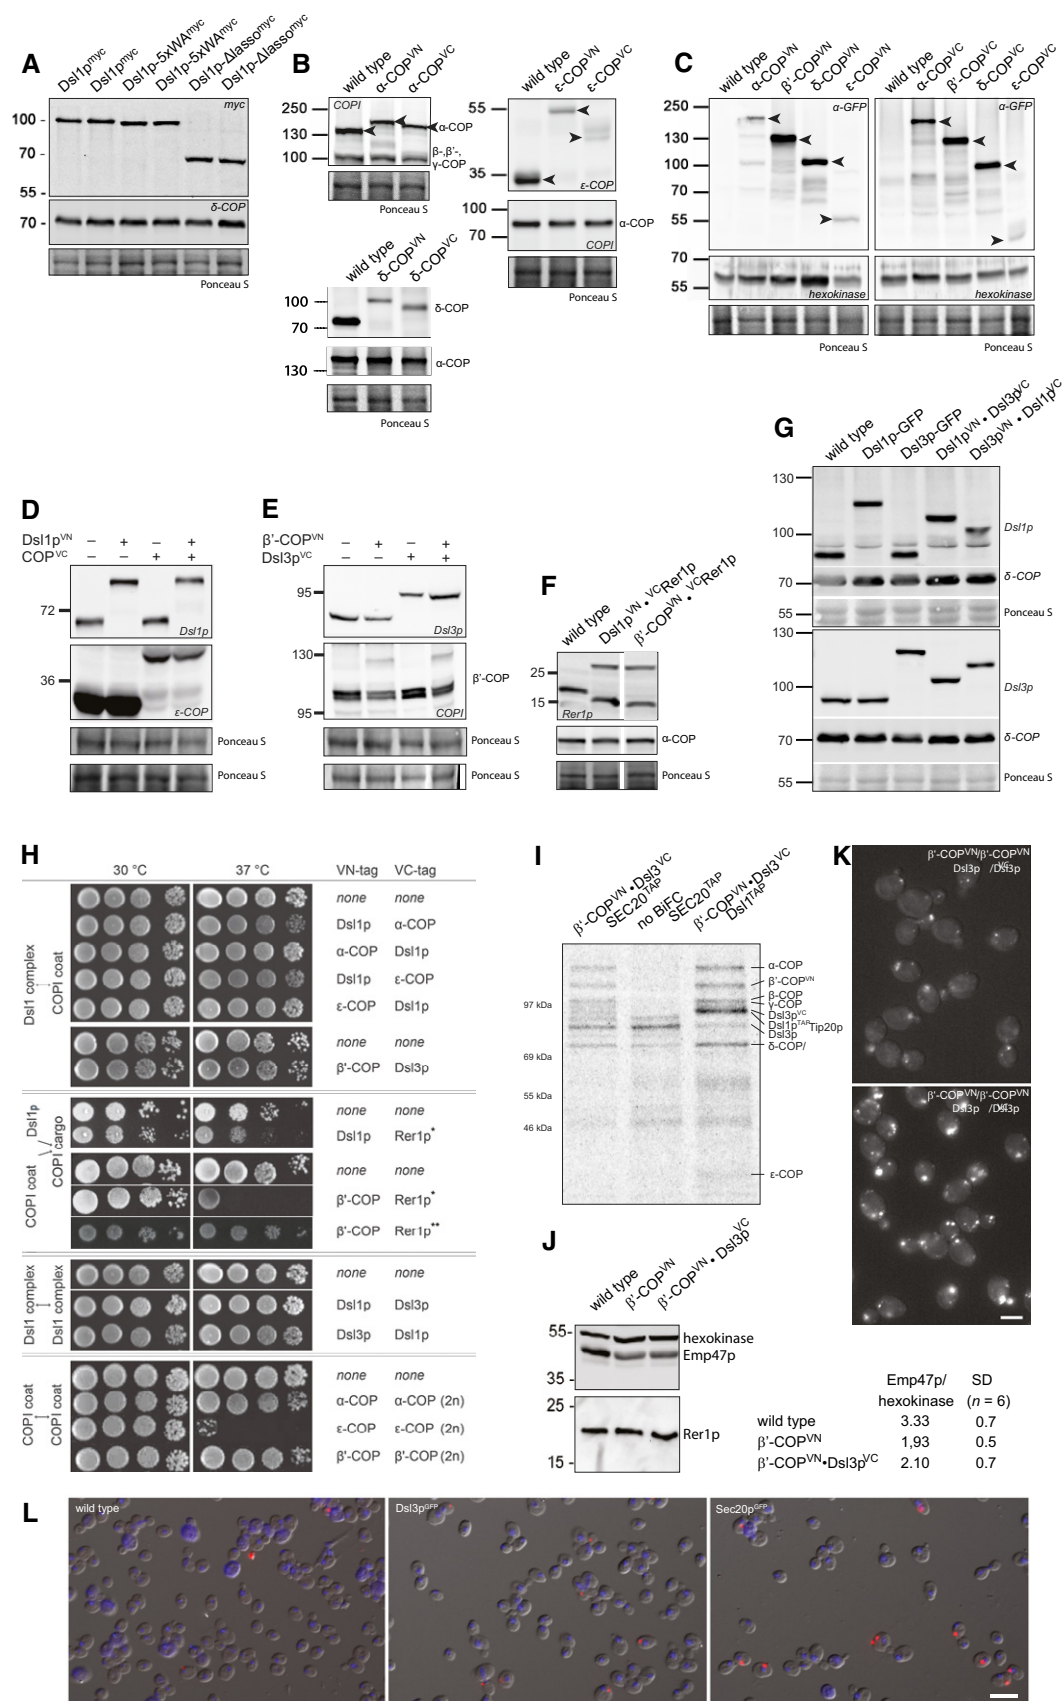 A
Dsl1p^myc
Dsl1p^myc
Dsl1p-5xWA^myc
Dsl1p-5xWA^myc
Dsl1p-Δlasso^myc
Dsl1p-Δlasso^myc
myc
100 -
70 -
55 -
δ-COP
70 -
Ponceau S
B
wild type
α-COP^VN
α-COP^VC
COPI
250
130
100
α-COP
β-,β'-,
γ-COP
Ponceau S
wild type
ε-COP^VN
ε-COP^VC
55
35
ε-COP
100
70
α-COP
COPI
Ponceau S
wild type
δ-COP^VN
δ-COP^VC
100
70
δ-COP
130
α-COP
Ponceau S
C
wild type
α-COP^VN
β'-COP^VN
δ-COP^VN
ε-COP^VN
wild type
α-COP^VC
β'-COP^VC
δ-COP^VC
ε-COP^VC
α-GFP
α-GFP
250
130
100
70
55
70
55
hexokinase
hexokinase
Ponceau S
Ponceau S
D
Dsl1p^VN – + – +
COP^VC – – + +
72
Dsl1p
36
ε-COP
Ponceau S
Ponceau S
E
β'-COP^VN – + – +
Dsl3p^VC – – + +
95
Dsl3p
130
β'-COP
95
COPI
Ponceau S
Ponceau S
F
wild type
Dsl1p^VN • ^VCRer1p
β'-COP^VN • ^VCRer1p
25
15
Rer1p
α-COP
Ponceau S
G
wild type
Dsl1p-GFP
Dsl3p-GFP
Dsl1p^VN • Dsl3p^VC
Dsl3p^VN • Dsl1p^VC
130
Dsl1p
100
δ-COP
70
Ponceau S
55
130
Dsl3p
100
70
δ-COP
55
Ponceau S
H
30 °C 37 °C VN-tag VC-tag
Dsl1 complex
COPI coat
none none
Dsl1p α-COP
α-COP Dsl1p
Dsl1p ε-COP
ε-COP Dsl1p
none none
β'-COP Dsl3p
Dsl1p
COPI coat
COPI cargo
none none
Dsl1p Rer1p*
none none
β'-COP Rer1p*
β'-COP Rer1p**
Dsl1 complex
Dsl1 complex
none none
Dsl1p Dsl3p
Dsl3p Dsl1p
COPI coat
COPI coat
none none
α-COP α-COP (2n)
ε-COP ε-COP (2n)
β'-COP β'-COP (2n)
I
β'-COP^VN • Dsl3^VC
SEC20^TAP
no BiFC
SEC20^TAP
β'-COP^VN • Dsl3^VC
Dsl1^TAP
97 kDa
69 kDa
55 kDa
46 kDa
α-COP
β'-COP^VN
β-COP
γ-COP
Dsl3p^VC
Dsl1p^TAP Tip20p
Dsl3p
δ-COP/
ε-COP
J
wild type
β'-COP^VN
β'-COP^VN • Dsl3p^VC
55-
hexokinase
Emp47p
35 -
25 -
Rer1p
15 -
Emp47p/ SD
hexokinase (n = 6)
wild type 3.33 0.7
β'-COP^VN 1,93 0.5
β'-COP^VN•Dsl3p^VC 2.10 0.7
K
β'-COP^VN/β'-COP^VN
VC
Dsl3p /Dsl3p
β'-COP^VN/β'-COP^VN
Dsl3p /Dsl3p
L
wild type
Dsl3p^GFP
Sec20p^GFP